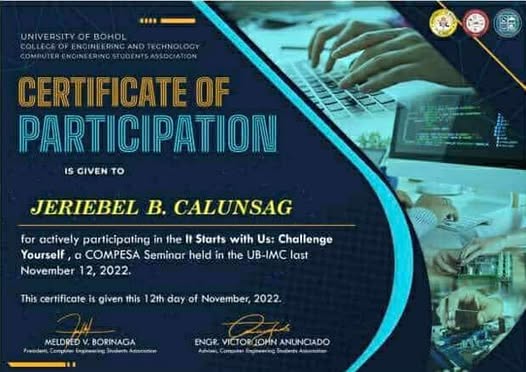 UNIVERSITY OF BOHOL
COLLEGE OF ENGINEERING AND TECHNOLOGY
COMPUTER ENGINEERING STUDENTS ASSOCIATION
CERTIFICATE OF
PARTICIPATION
IS GIVEN TO
JERIEBEL B. CALUNSAG
for actively participating in the It Starts with Us: Challenge
Yourself , a COMPESA Seminar held in the UB-IMC last
November 12, 2022.
This certificate is given this 12th day of November, 2022.
MELDRED V. BORINAGA
President, Computer Engineering Students Association
ENGR. VICTOR JOHN ANUNCIADO
Adviser, Computer Engineering Students Association